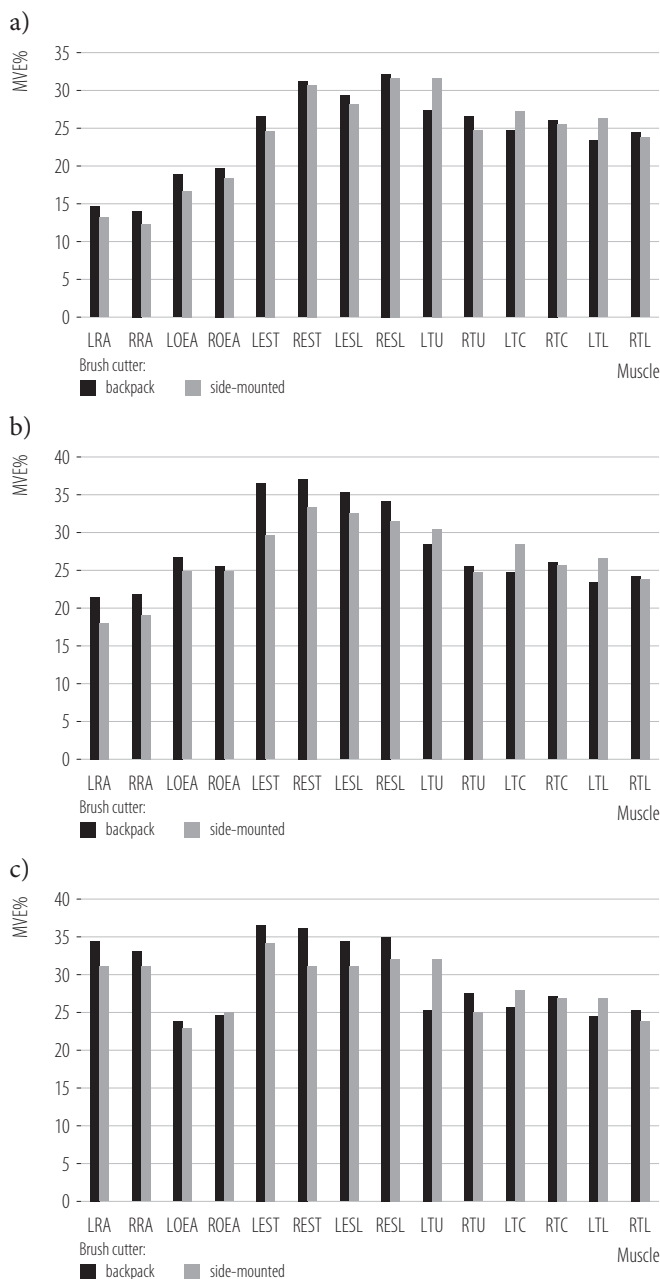 a)
MVE%
35
30
25
20
15
10
5
0
LRA RRA LOEA ROEA LEST REST LESL RESL LTU RTU LTC RTC LTL RTL
Brush cutter:
backpack side-mounted
Muscle
b)
MVE%
40
35
30
25
20
15
10
5
0
LRA RRA LOEA ROEA LEST REST LESL RESL LTU RTU LTC RTC LTL RTL
Brush cutter:
backpack side-mounted
Muscle
c)
MVE%
40
35
30
25
20
15
10
5
0
LRA RRA LOEA ROEA LEST REST LESL RESL LTU RTU LTC RTC LTL RTL
Brush cutter:
backpack side-mounted
Muscle